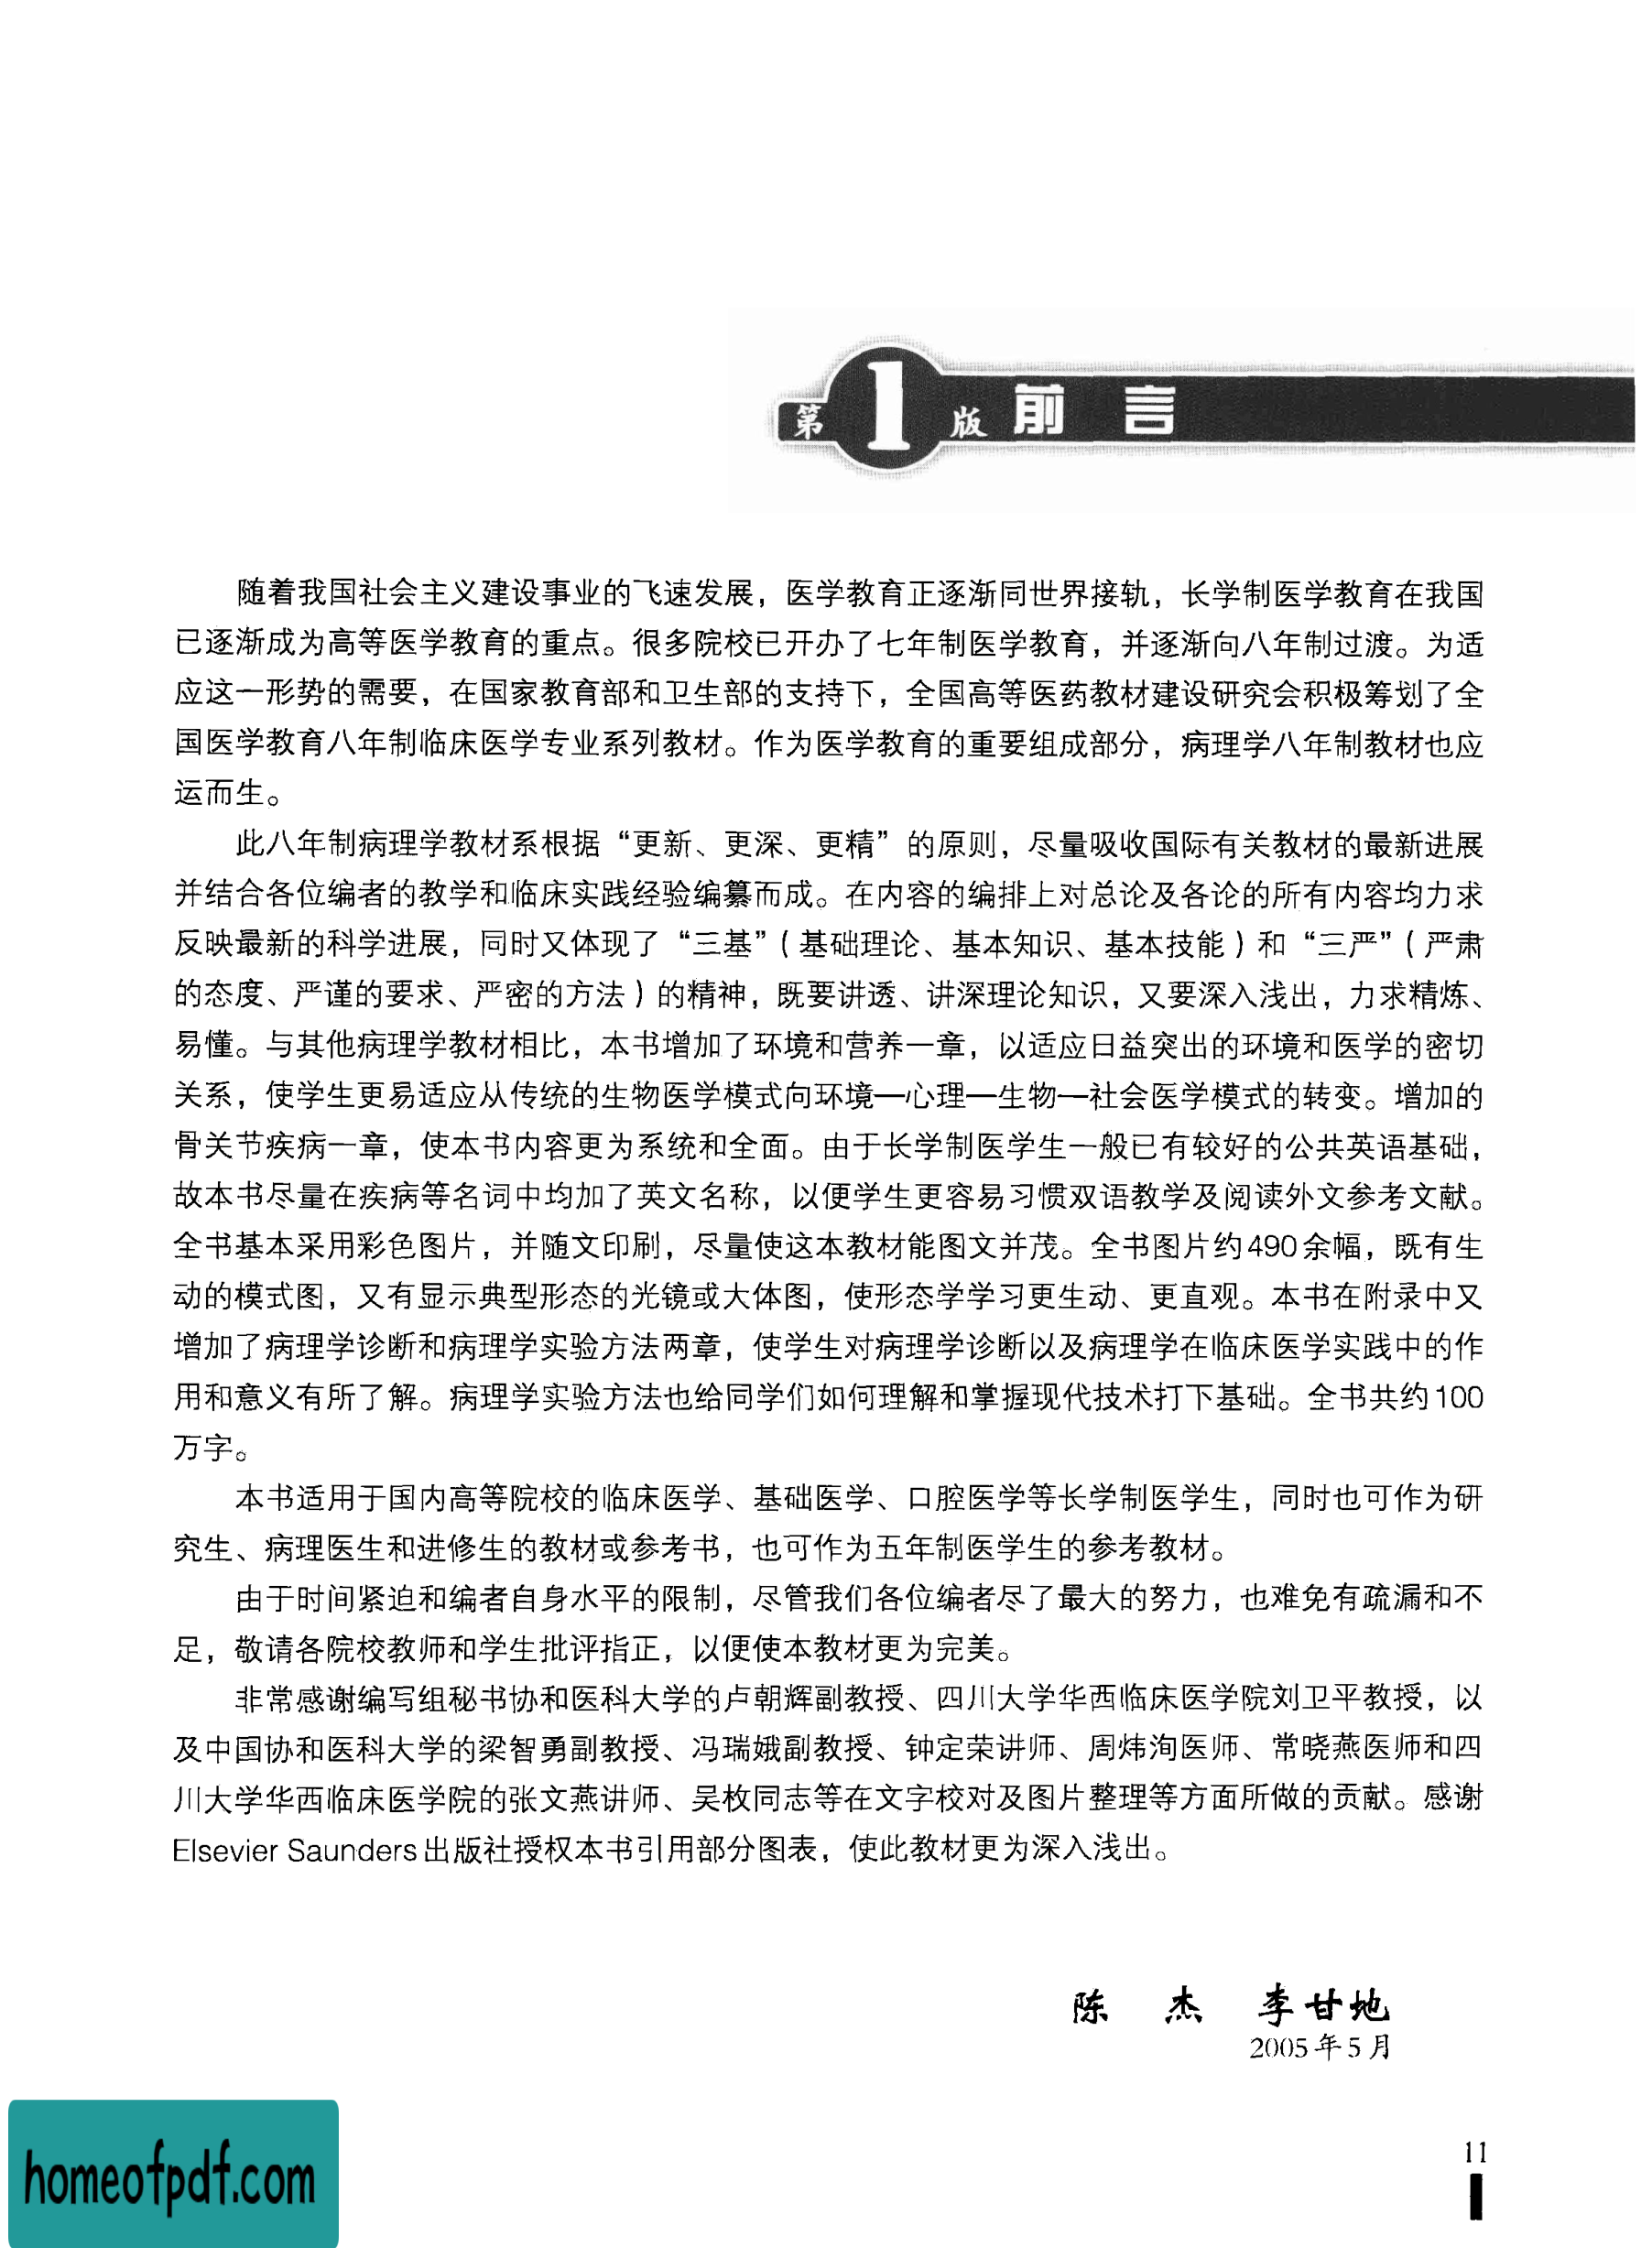 第1版 前言
随着我国社会主义建设事业的飞速发展，医学教育正逐渐同世界接轨，长学制医学教育在我国
已逐渐成为高等医学教育的重点。很多院校已开办了七年制医学教育，并逐渐向八年制过渡。为适
应这一形势的需要，在国家教育部和卫生部的支持下，全国高等医药教材建设研究会积极筹划了全
国医学教育八年制临床医学专业系列教材。作为医学教育的重要组成部分，病理学八年制教材也应
运而生。
此八年制病理学教材系根据“更新、更深、更精”的原则，尽量吸收国际有关教材的最新进展
并结合各位编者的教学和临床实践经验编纂而成。在内容的编排上对总论及各论的所有内容均力求
反映最新的科学进展，同时又体现了“三基”（基础理论、基本知识、基本技能）和“三严”（严肃
的态度、严谨的要求、严密的方法）的精神，既要讲透、讲深理论知识，又要深入浅出，力求精炼、
易懂。与其他病理学教材相比，本书增加了环境和营养一章，以适应日益突出的环境和医学的密切
关系，使学生更易适应从传统的生物医学模式向环境—心理—生物—社会医学模式的转变。增加的
骨关节疾病一章，使本书内容更为系统和全面。由于长学制医学生一般已有较好的公共英语基础，
故本书尽量在疾病等名词中均加了英文名称，以便学生更容易习惯双语教学及阅读外文参考文献。
全书基本采用彩色图片，并随文印刷，尽量使这本教材能图文并茂。全书图片约490余幅，既有生
动的模式图，又有显示典型形态的光镜或大体图，使形态学学习更生动、更直观。本书在附录中又
增加了病理学诊断和病理学实验方法两章，使学生对病理学诊断以及病理学在临床医学实践中的作
用和意义有所了解。病理学实验方法也给同学们如何理解和掌握现代技术打下基础。全书共约100
万字。
本书适用于国内高等院校的临床医学、基础医学、口腔医学等长学制医学生，同时也可作为研
究生、病理医生和进修生的教材或参考书，也可作为五年制医学生的参考教材。
由于时间紧迫和编者自身水平的限制，尽管我们各位编者尽了最大的努力，也难免有疏漏和不
足，敬请各院校教师和学生批评指正，以便使本教材更为完美。
非常感谢编写组秘书协和医科大学的卢朝辉副教授、四川大学华西临床医学院刘卫平教授，以
及中国协和医科大学的梁智勇副教授、冯瑞娥副教授、钟定荣讲师、周炜洵医师、常晓燕医师和四
川大学华西临床医学院的张文燕讲师、吴枚同志等在文字校对及图片整理等方面所做的贡献。感谢
Elsevier Saunders出版社授权本书引用部分图表，使此教材更为深入浅出。
陈 杰 李甘地
2005年5月
11
homeofpdf.com